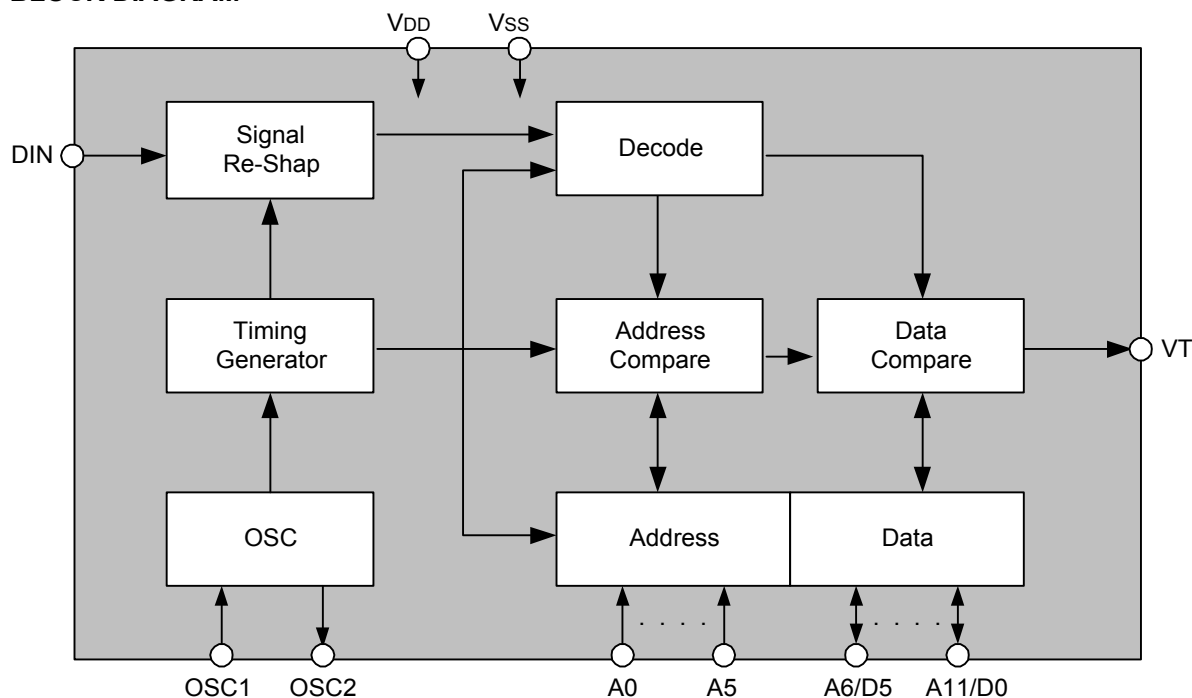 VDD
VSS
DIN
Signal
Re-Shap
Decode
Timing
Generator
Address
Compare
Data
Compare
VT
OSC
Address
Data
. . . .
. . . .
OSC1
OSC2
A0
A5
A6/D5
A11/D0